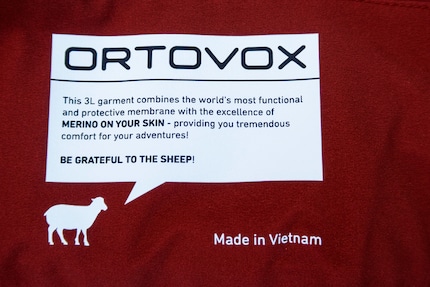 ORTOVOX
This 3L garment combines the world's most functional
and protective membrane with the excellence of
MERINO ON YOUR SKIN - providing you tremendous
comfort for your adventures!
BE GRATEFUL TO THE SHEEP!
Made in Vietnam